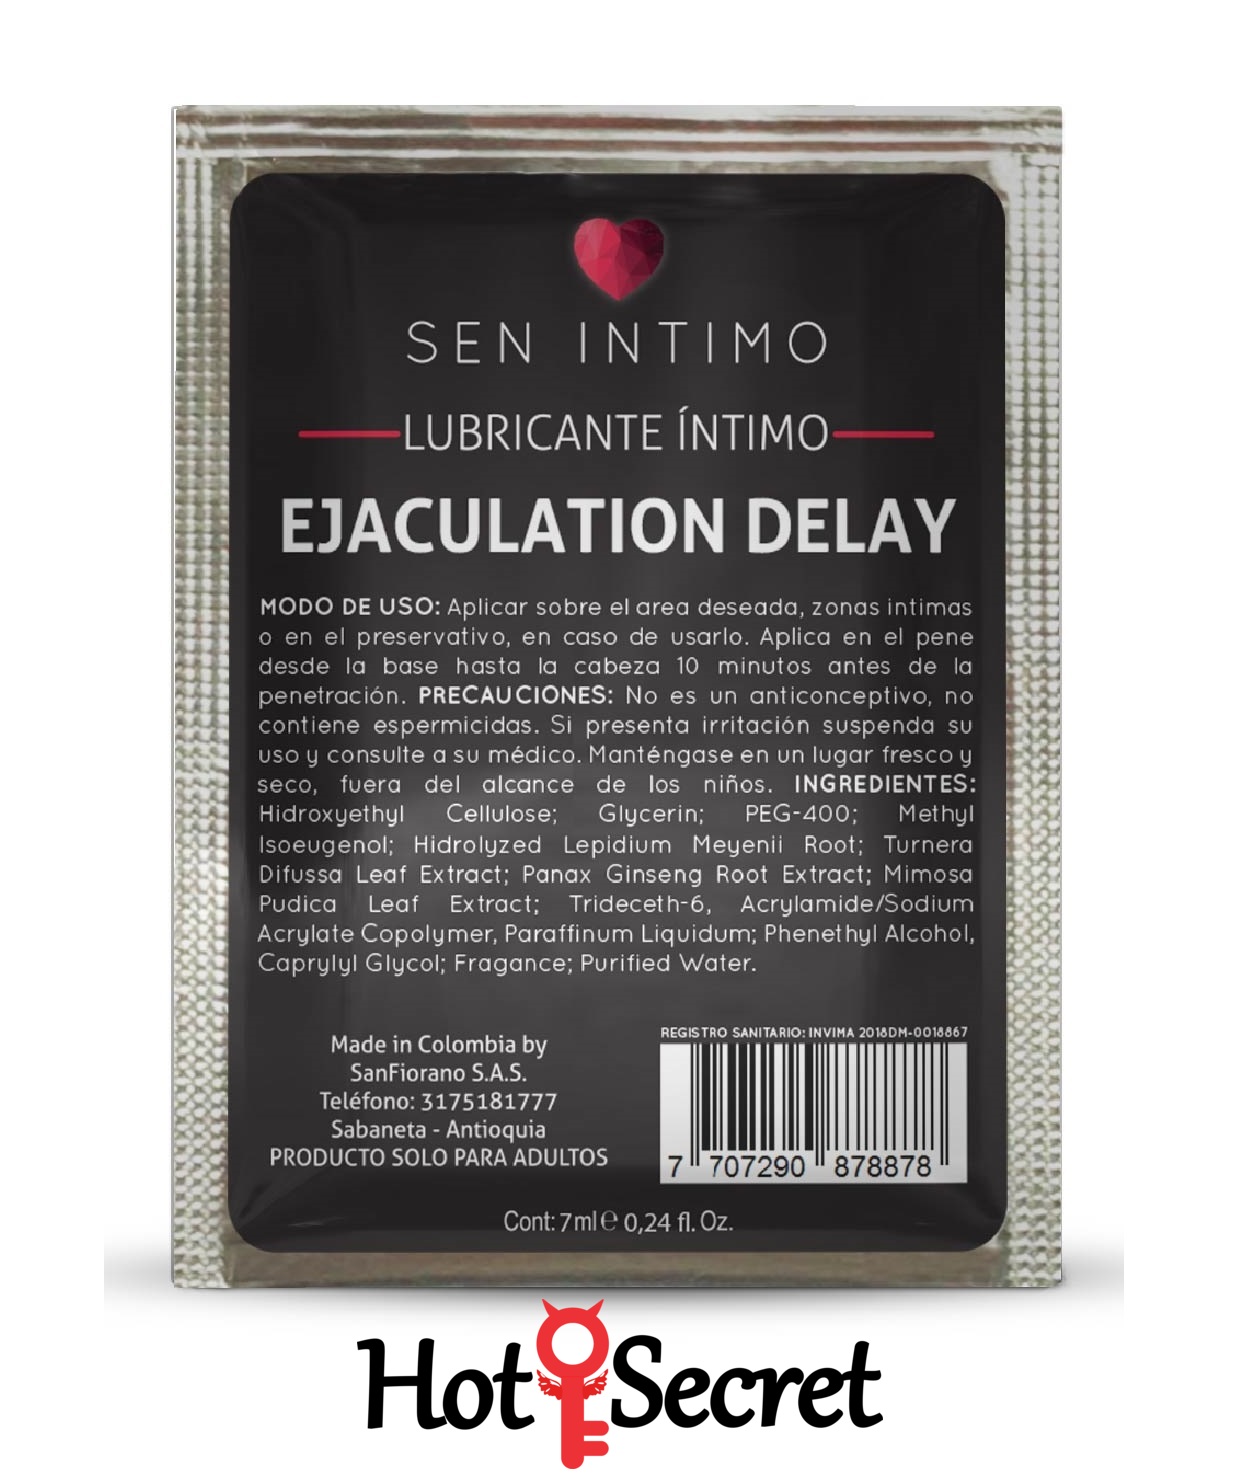 SEN INTIMO
LUBRICANTE ÍNTIMO
EJACULATION DELAY
MODO DE USO: Aplicar sobre el area deseada, zonas intimas
o en el preservativo, en caso de usarlo. Aplica en el pene
desde la base hasta la cabeza 10 minutos antes de la
penetración. PRECAUCIONES: No es un anticonceptivo, no
contiene espermicidas. Si presenta irritación suspenda su
uso y consulte a su médico. Manténgase en un lugar fresco y
seco, fuera del alcance de los niños. INGREDIENTES:
Hidroxyethyl Cellulose; Glycerin; PEG-400; Methyl
Isoeugenol; Hidrolyzed Lepidium Meyenii Root; Turnera
Difussa Leaf Extract; Panax Ginseng Root Extract; Mimosa
Pudica Leaf Extract; Trideceth-6, Acrylamide/Sodium
Acrylate Copolymer, Paraffinum Liquidum; Phenethyl Alcohol,
Caprylyl Glycol; Fragance; Purified Water.
Made in Colombia by
SanFiorano S.A.S.
Teléfono: 3175181777
Sabaneta - Antioquia
PRODUCTO SOLO PARA ADULTOS
REGISTRO SANITARIO: INVIMA 2018DM-0018867
7 707290 878878
Cont: 7ml ℮ 0,24 fl. Oz.
Hot Secret